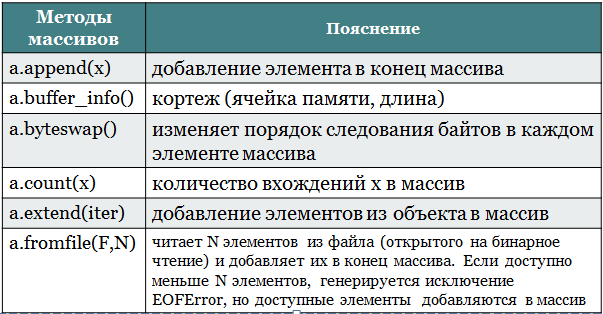 Методы массивов Пояснение
a.append(x) добавление элемента в конец массива
a.buffer_info() кортеж (ячейка памяти, длина)
a.byteswap() изменяет порядок следования байтов в каждом
элементе массива
a.count(x) количество вхождений x в массив
a.extend(iter) добавление элементов из объекта в массив
a.fromfile(F,N) читает N элементов из файла (открытого на бинарное
чтение) и добавляет их в конец массива. Если доступно
меньше N элементов, генерируется исключение
EOFError, но доступные элементы добавляются в массив